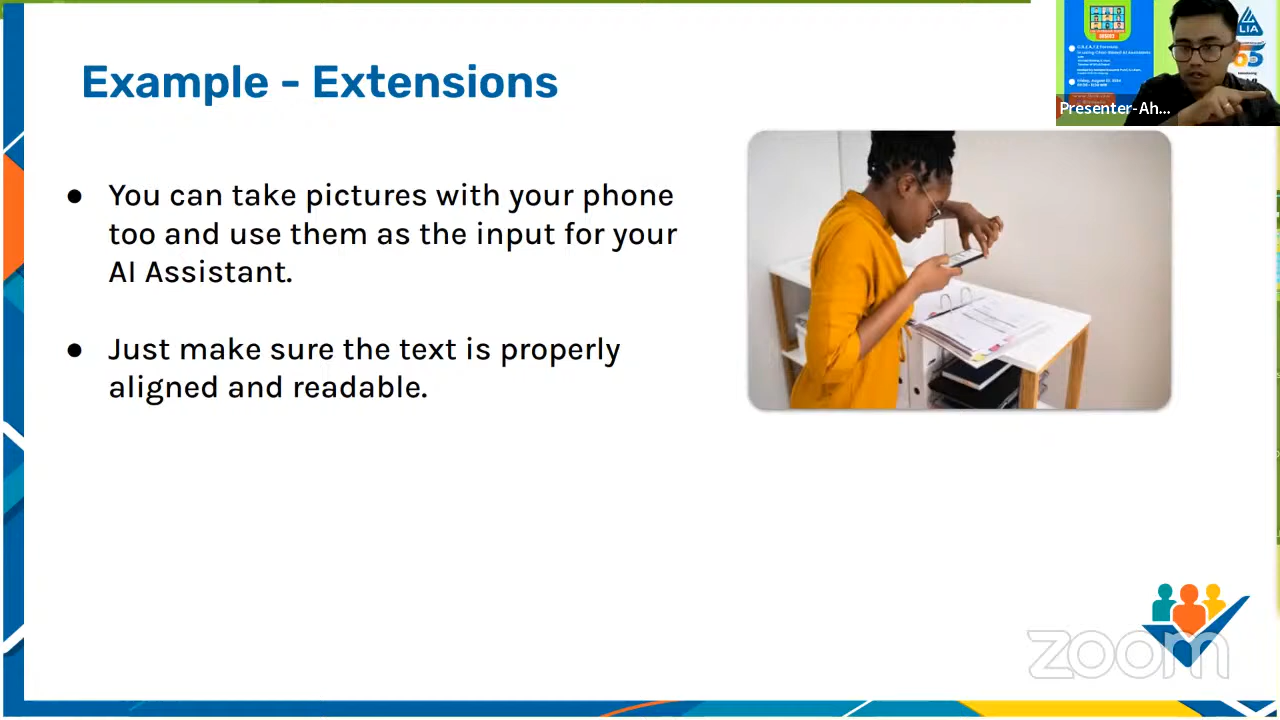 Example - Extensions
● You can take pictures with your phone
too and use them as the input for your
AI Assistant.
● Just make sure the text is properly
aligned and readable.
LIA
Presenter-Ah...
zoom